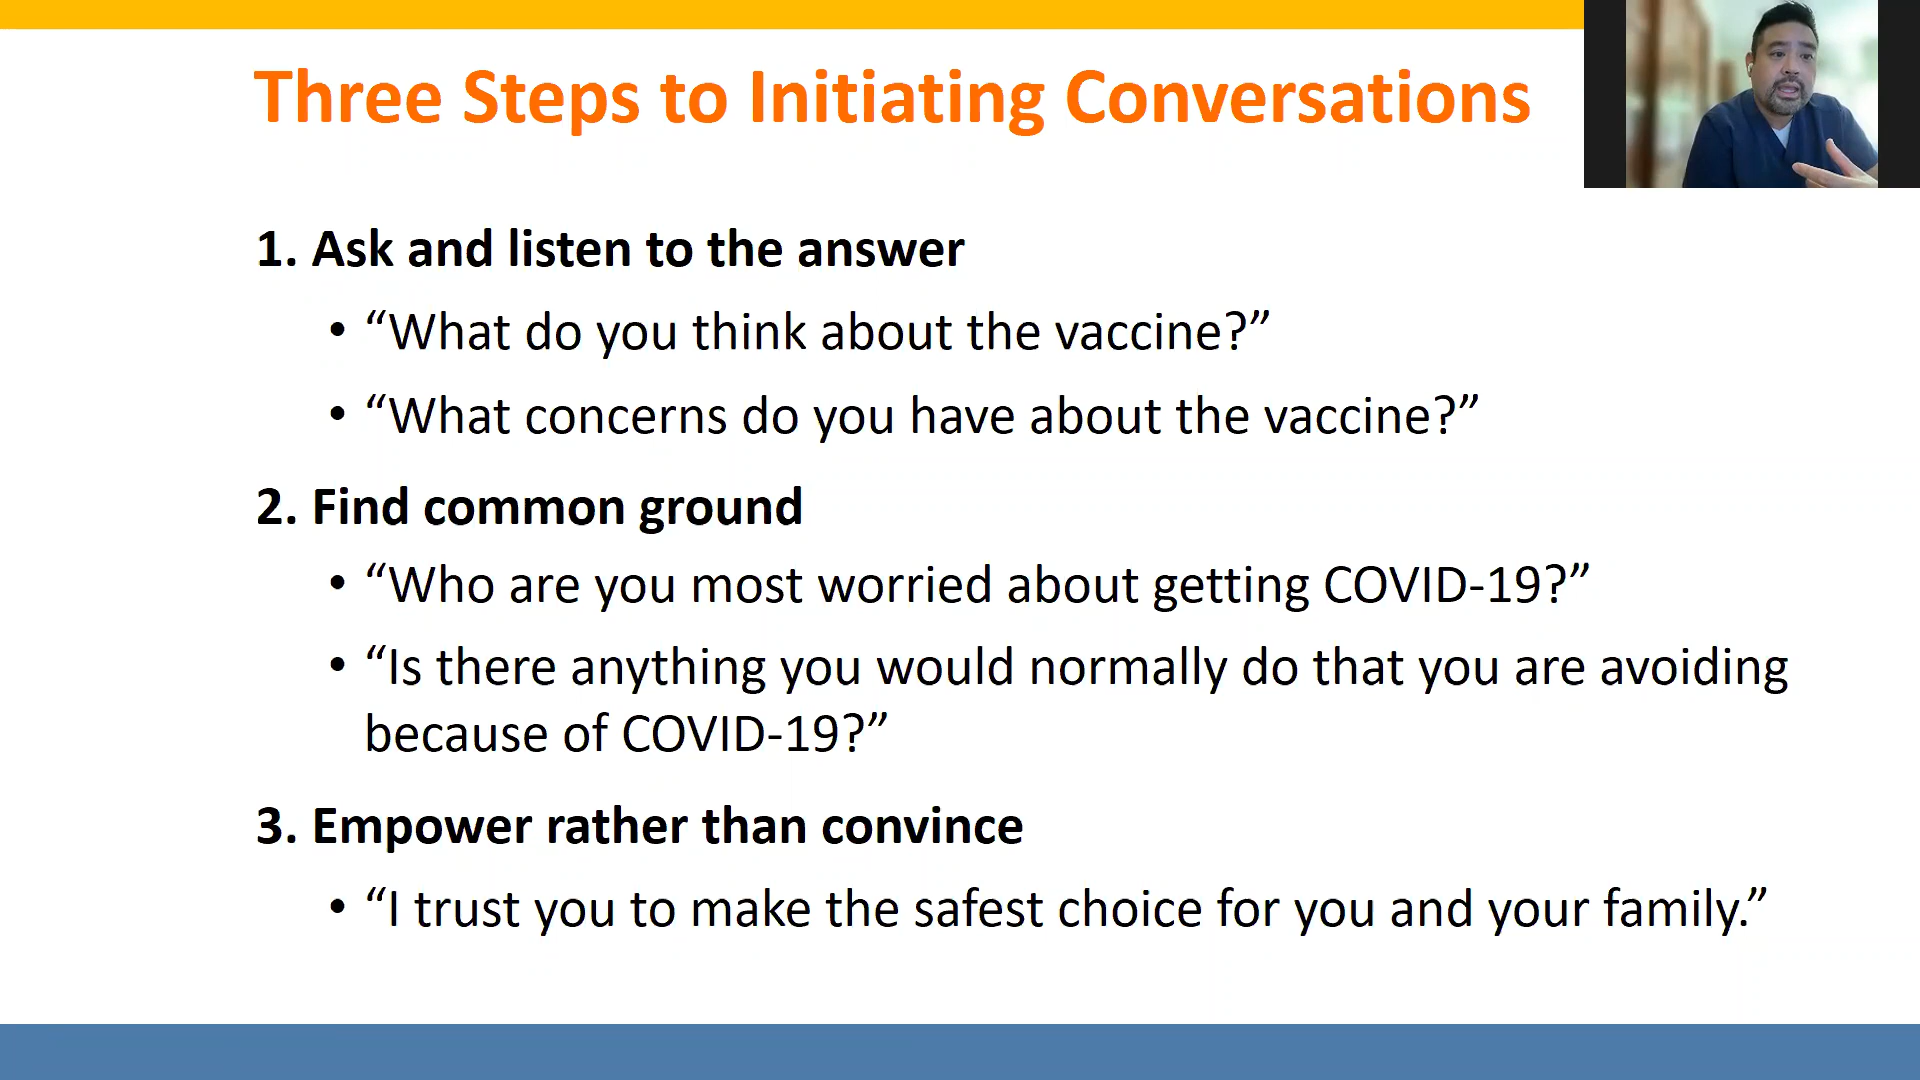 Three Steps to Initiating Conversations
1. Ask and listen to the answer
• “What do you think about the vaccine?”
• “What concerns do you have about the vaccine?”
2. Find common ground
• “Who are you most worried about getting COVID-19?”
• “Is there anything you would normally do that you are avoiding
because of COVID-19?”
3. Empower rather than convince
• “I trust you to make the safest choice for you and your family.”